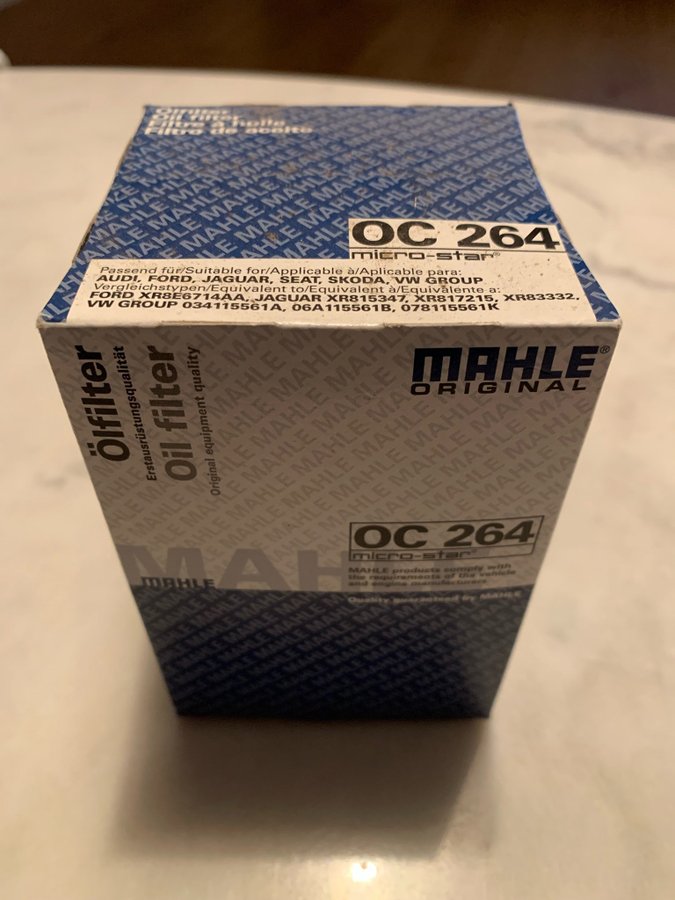 Ölfilter
Oil filter
Filtre à huile
Filtro de aceite
OC 264
micro-star®
Passend für/Suitable for/Applicable à/Aplicable para:
AUDI, FORD, JAGUAR, SEAT, SKODA, VW GROUP
Vergleichstypen/Equivalent to/Equivalent à/Equivalente a:
FORD XR8E6714AA, JAGUAR XR815347, XR817215, XR83332,
VW GROUP 034115561A, 06A115561B, 078115561K
MAHLE®
ORIGINAL
Ölfilter
Erstausrüstungsqualität
Oil filter
Original equipment quality
OC 264
micro-star®
MAHLE products comply with
the requirements of the vehicle
and engine manufacturers
Quality guaranteed by MAHLE
MAHLE
MAHLE